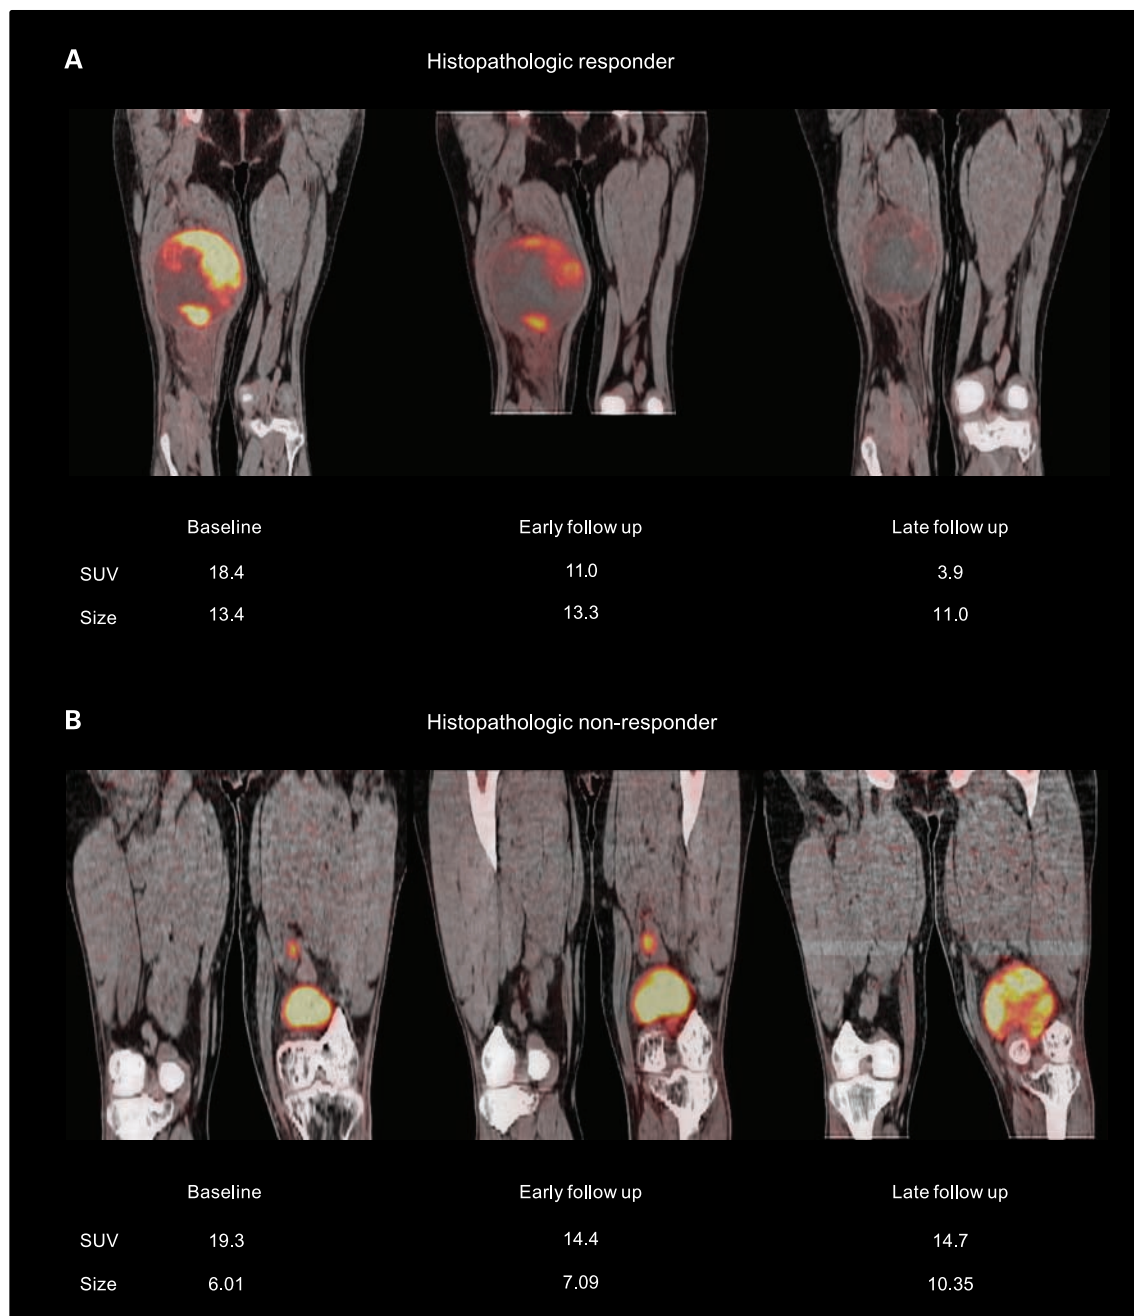 A
Histopathologic responder
Baseline Early follow up Late follow up
SUV 18.4 11.0 3.9
Size 13.4 13.3 11.0
B
Histopathologic non-responder
Baseline Early follow up Late follow up
SUV 19.3 14.4 14.7
Size 6.01 7.09 10.35